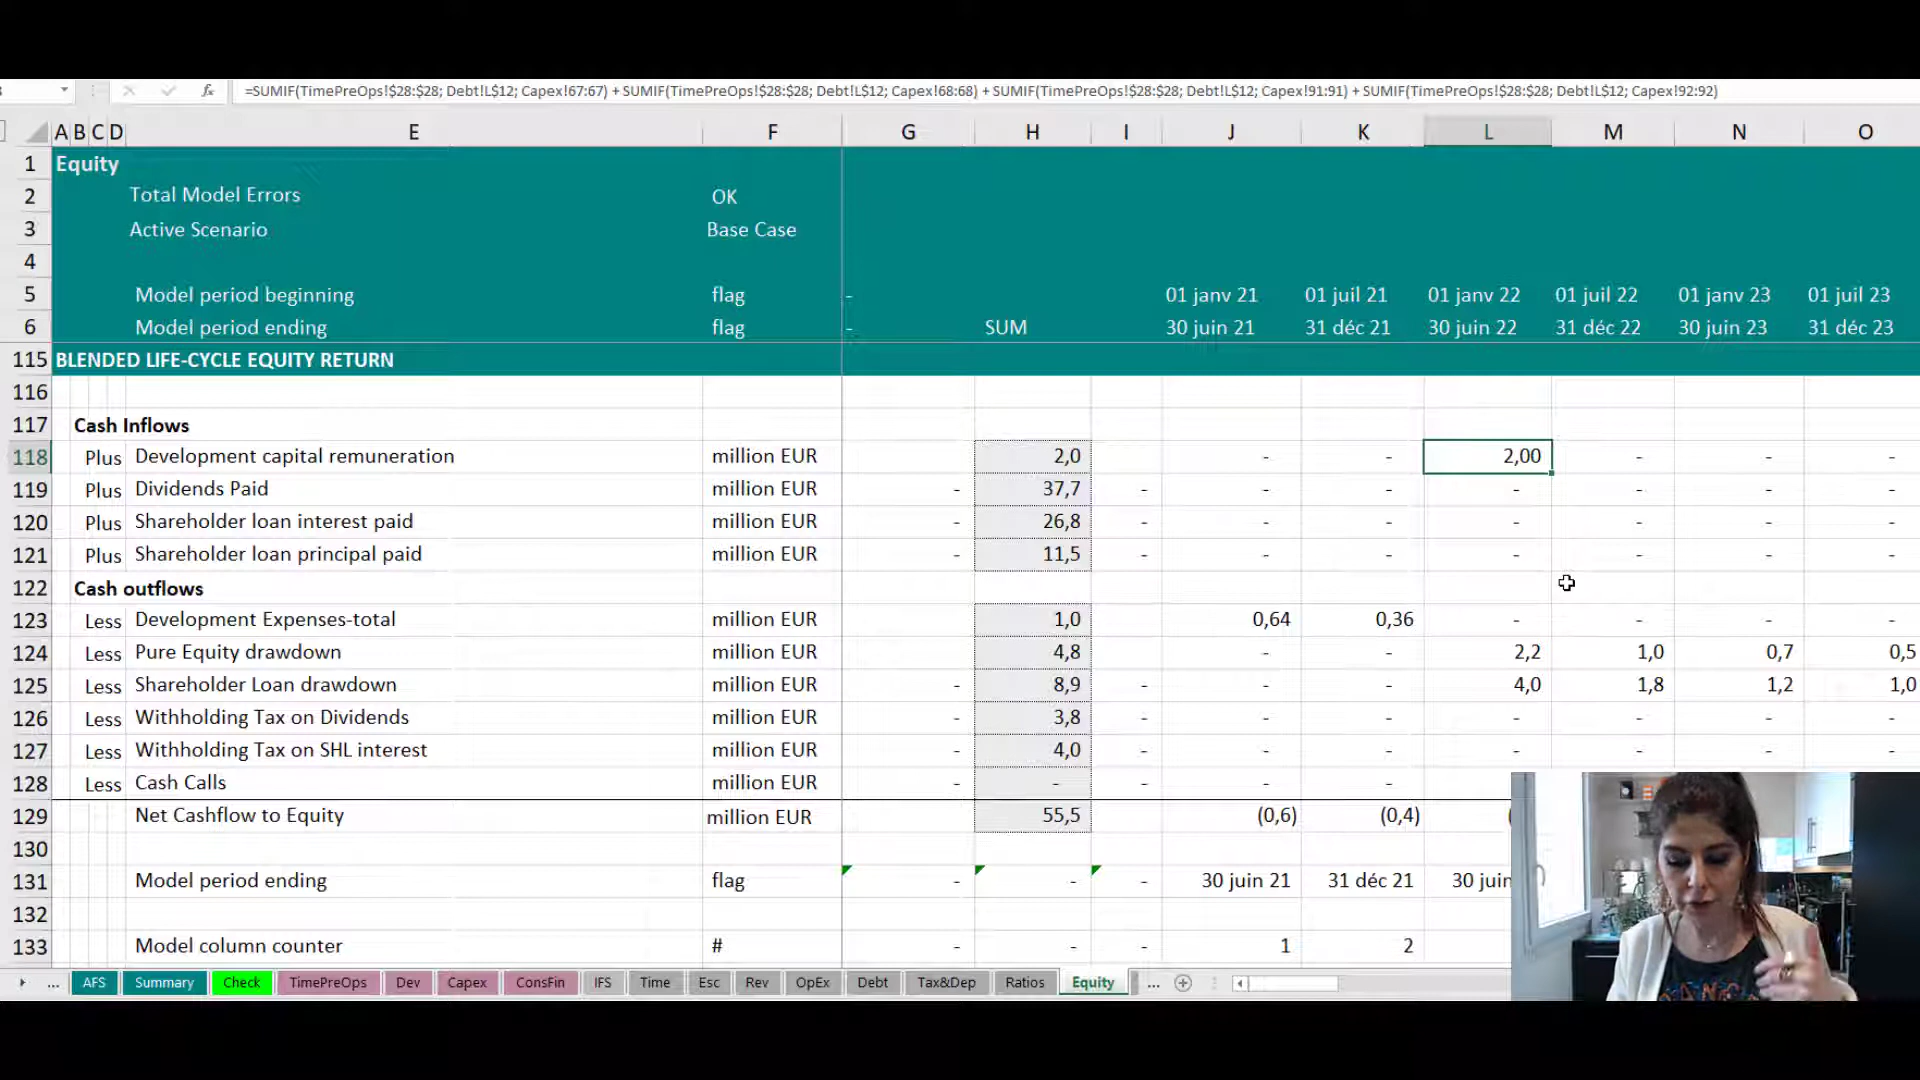 =SUMIF(TimePreOps!$28:$28; Debt!L$12; Capex!67:67) + SUMIF(TimePreOps!$28:$28; Debt!L$12; Capex!68:68) + SUMIF(TimePreOps!$28:$28; Debt!L$12; Capex!91:91) + SUMIF(TimePreOps!$28:$28; Debt!L$12; Capex!92:92)
A B C D E F G H I J K L M N O
1 Equity
2 Total Model Errors OK
3 Active Scenario Base Case
4
5 Model period beginning flag - 01 janv 21 01 juil 21 01 janv 22 01 juil 22 01 janv 23 01 juil 23
6 Model period ending flag - SUM 30 juin 21 31 déc 21 30 juin 22 31 déc 22 30 juin 23 31 déc 23
115 BLENDED LIFE-CYCLE EQUITY RETURN
116
117 Cash Inflows
118 Plus Development capital remuneration million EUR 2,0 - - 2,00 - - -
119 Plus Dividends Paid million EUR - 37,7 - - - - - - -
120 Plus Shareholder loan interest paid million EUR - 26,8 - - - - - - -
121 Plus Shareholder loan principal paid million EUR - 11,5 - - - - - - -
122 Cash outflows
123 Less Development Expenses-total million EUR 1,0 0,64 0,36 - - - -
124 Less Pure Equity drawdown million EUR 4,8 - - 2,2 1,0 0,7 0,5
125 Less Shareholder Loan drawdown million EUR - 8,9 - - - 4,0 1,8 1,2 1,0
126 Less Withholding Tax on Dividends million EUR - 3,8 - - - - - - -
127 Less Withholding Tax on SHL interest million EUR - 4,0 - - - - - - -
128 Less Cash Calls million EUR - - - - -
129 Net Cashflow to Equity million EUR 55,5 (0,6) (0,4) (
130
131 Model period ending flag - - - 30 juin 21 31 déc 21 30 juin
132
133 Model column counter # - - - 1 2
... AFS Summary Check TimePreOps Dev Capex ConsFin IFS Time Esc Rev OpEx Debt Tax&Dep Ratios Equity ...